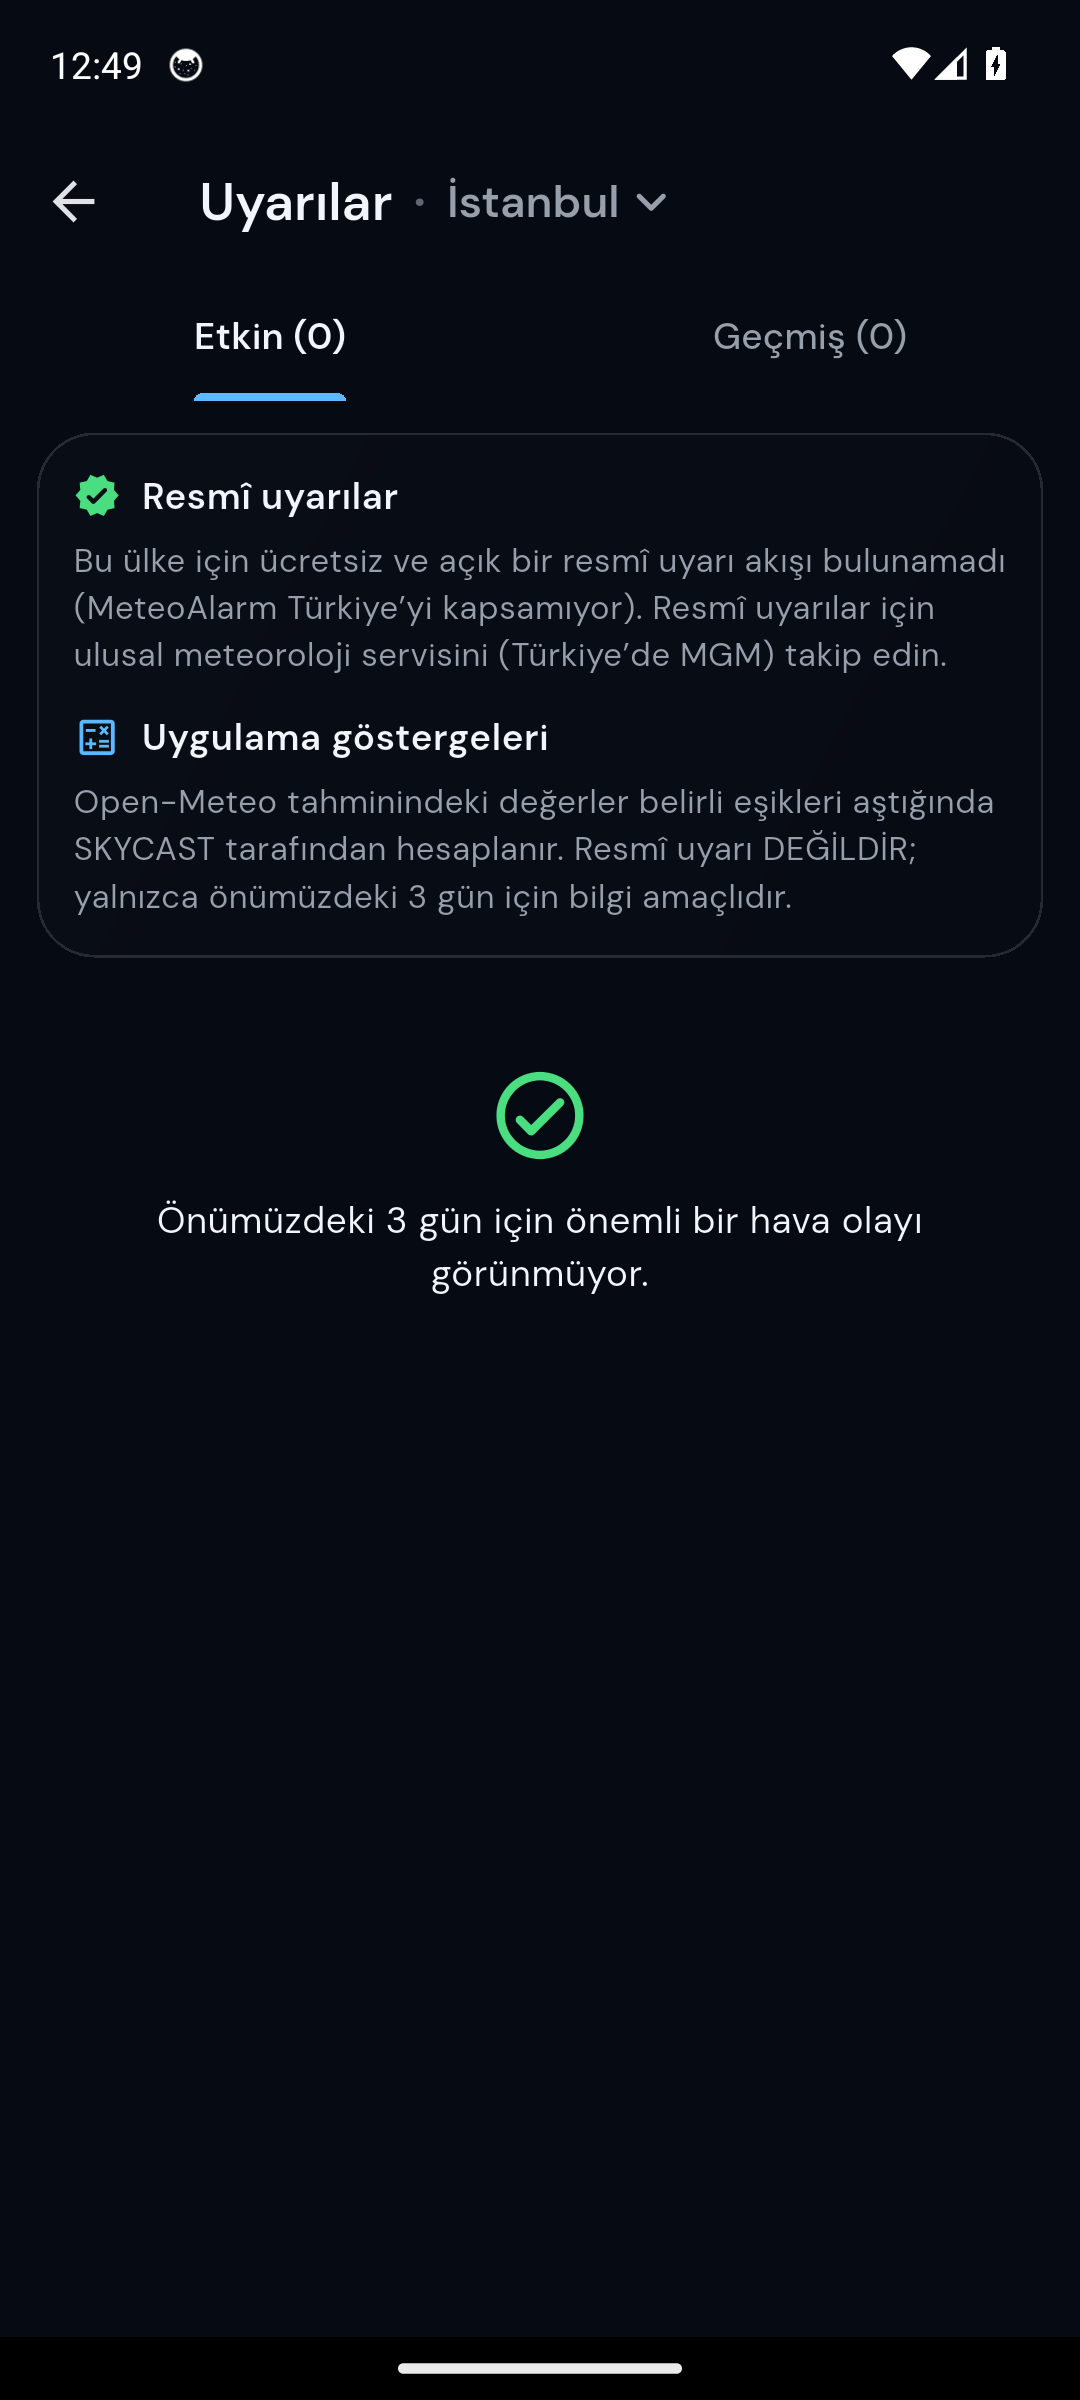 12:49
Uyarılar · İstanbul
Etkin (0)
Geçmiş (0)
Resmî uyarılar
Bu ülke için ücretsiz ve açık bir resmî uyarı akışı bulunamadı
(MeteoAlarm Türkiye’yi kapsamıyor). Resmî uyarılar için
ulusal meteoroloji servisini (Türkiye’de MGM) takip edin.
Uygulama göstergeleri
Open-Meteo tahminindeki değerler belirli eşikleri aştığında
SKYCAST tarafından hesaplanır. Resmî uyarı DEĞİLDİR;
yalnızca önümüzdeki 3 gün için bilgi amaçlıdır.
Önümüzdeki 3 gün için önemli bir hava olayı
görünmüyor.